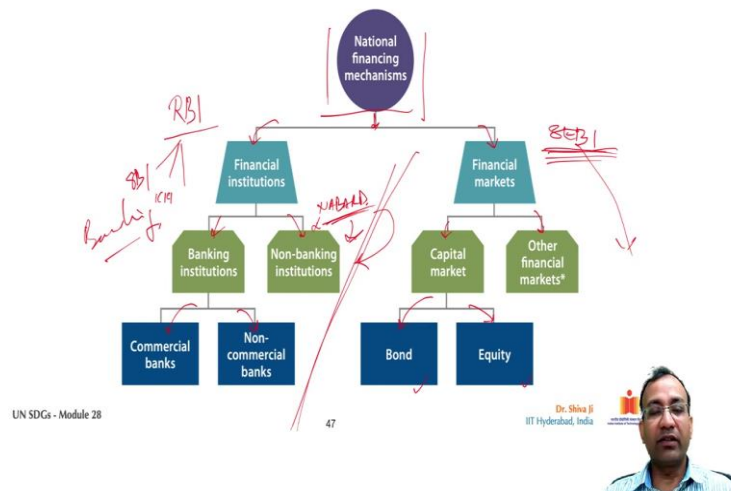 National
financing
mechanisms
RBI
SEBI
Financial
institutions
Financial
markets
SBI
Banking
NABARD
Banking
institutions
Non-banking
institutions
Capital
market
Other
financial
markets*
Commercial
banks
Non-
commercial
banks
Bond
Equity
UN SDGs - Module 28
47
Dr. Shiva Ji
IIT Hyderabad, India